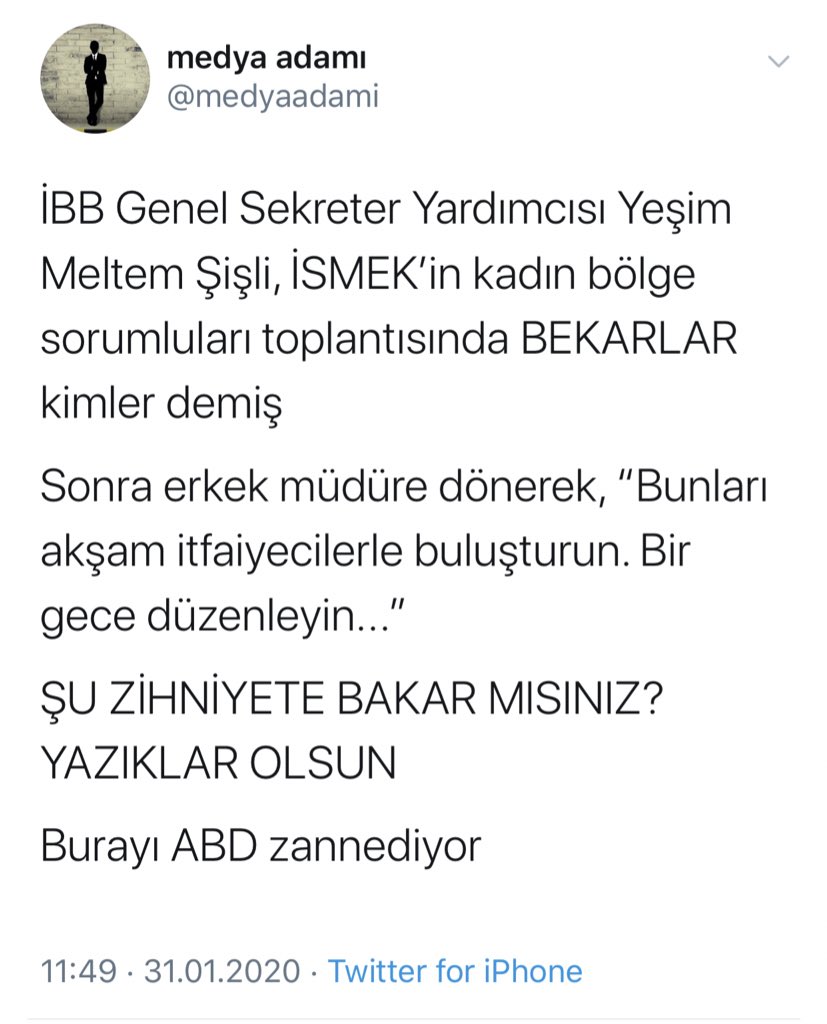 medya adamı
@medyaadami
İBB Genel Sekreter Yardımcısı Yeşim
Meltem Şişli, İSMEK’in kadın bölge
sorumluları toplantısında BEKARLAR
kimler demiş
Sonra erkek müdüre dönerek, “Bunları
akşam itfaiyecilerle buluşturun. Bir
gece düzenleyin...”
ŞU ZİHNİYETE BAKAR MISINIZ?
YAZIKLAR OLSUN
Burayı ABD zannediyor
11:49 · 31.01.2020 · Twitter for iPhone